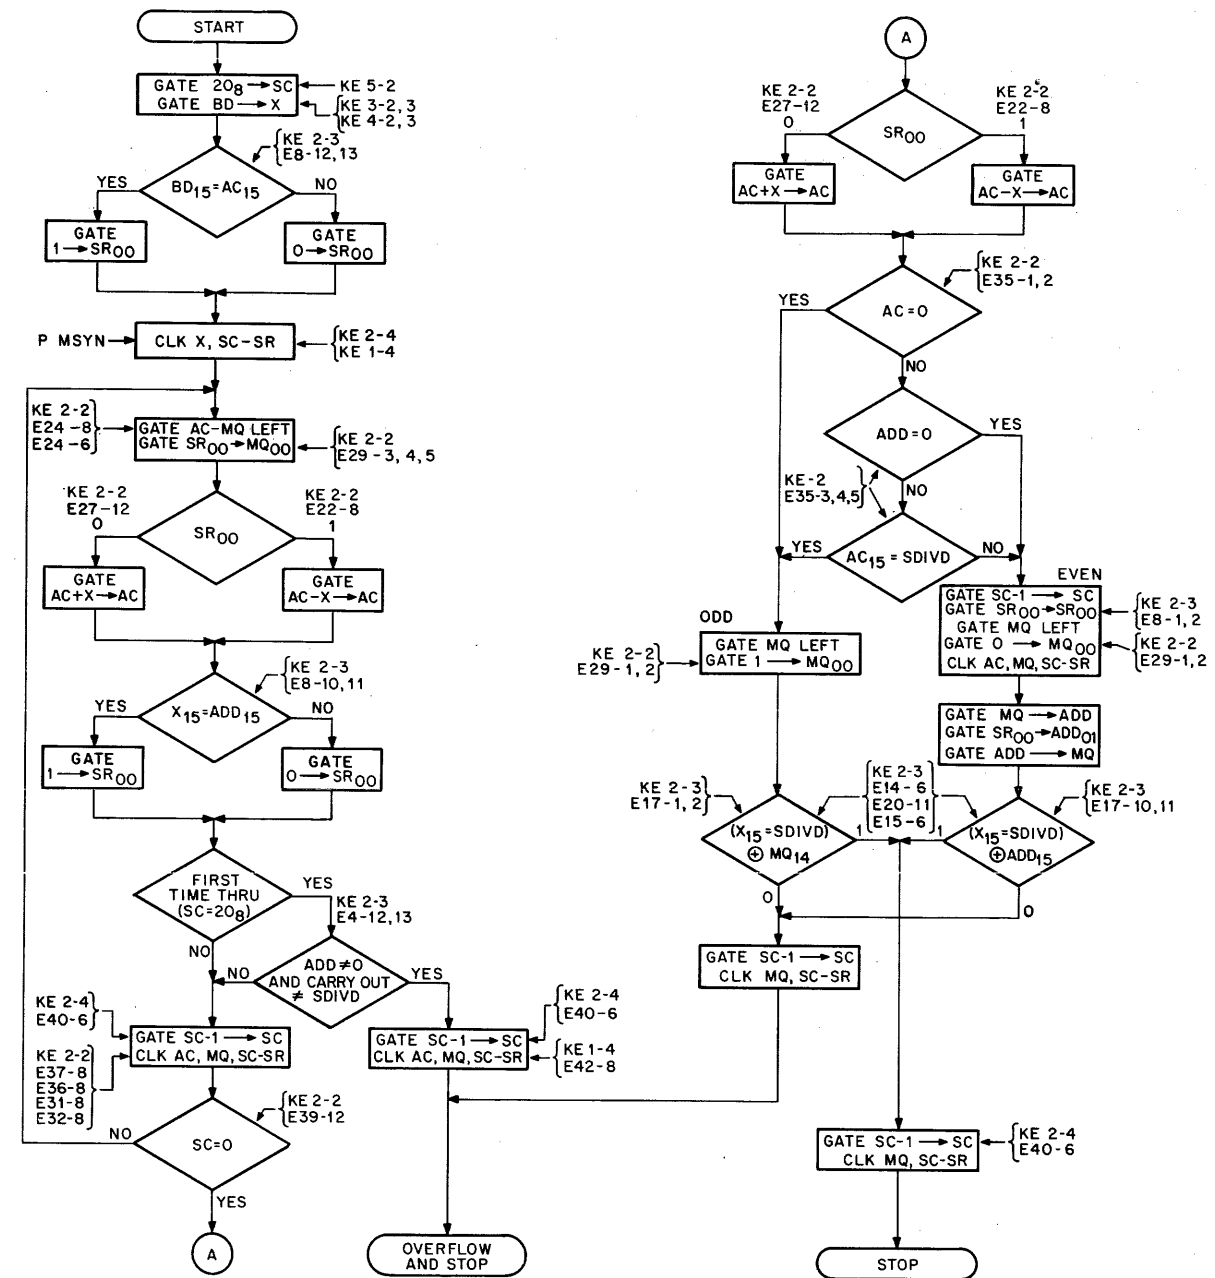 START
GATE 20₈ → SC
GATE BD → X
KE 5-2
KE 3-2, 3
KE 4-2, 3
KE 2-3
E8-12, 13
BD₁₅=AC₁₅
YES
NO
GATE
1 → SR₀₀
GATE
0 → SR₀₀
P MSYN
CLK X, SC-SR
KE 2-4
KE 1-4
KE 2-2
E24-8
E24-6
GATE AC-MQ LEFT
GATE SR₀₀ → MQ₀₀
KE 2-2
E29-3, 4, 5
KE 2-2
E27-12
0
SR₀₀
KE 2-2
E22-8
1
GATE
AC+X → AC
GATE
AC-X → AC
KE 2-3
E8-10, 11
X₁₅=ADD₁₅
YES
NO
GATE
1 → SR₀₀
GATE
0 → SR₀₀
FIRST
TIME THRU
(SC=20₈)
YES
NO
KE 2-3
E4-12, 13
ADD≠0
AND CARRY OUT
≠ SDIVD
NO
YES
KE 2-4
E40-6
KE 2-2
E37-8
E36-8
E31-8
E32-8
GATE SC-1 → SC
CLK AC, MQ, SC-SR
GATE SC-1 → SC
CLK AC, MQ, SC-SR
KE 2-4
E40-6
KE 1-4
E42-8
KE 2-2
E39-12
SC=0
NO
YES
A
OVERFLOW
AND STOP
A
KE 2-2
E27-12
0
SR₀₀
KE 2-2
E22-8
1
GATE
AC+X → AC
GATE
AC-X → AC
KE 2-2
E35-1, 2
AC=0
YES
NO
ADD=0
YES
NO
KE-2
E35-3, 4, 5
AC₁₅ = SDIVD
YES
NO
EVEN
GATE SC-1 → SC
GATE SR₀₀ → SR₀₀
GATE MQ LEFT
GATE 0 → MQ₀₀
CLK AC, MQ, SC-SR
KE 2-3
E8-1, 2
KE 2-2
E29-1, 2
ODD
KE 2-2
E29-1, 2
GATE MQ LEFT
GATE 1 → MQ₀₀
GATE MQ → ADD
GATE SR₀₀ → ADD₀₁
GATE ADD → MQ
KE 2-3
E17-1, 2
KE 2-3
E14-6
E20-11
E15-6
KE 2-3
E17-10, 11
(X₁₅=SDIVD)
⊕ MQ₁₄
1
0
(X₁₅=SDIVD)
⊕ADD₁₅
1
0
GATE SC-1 → SC
CLK MQ, SC-SR
GATE SC-1 → SC
CLK MQ, SC-SR
KE 2-4
E40-6
STOP